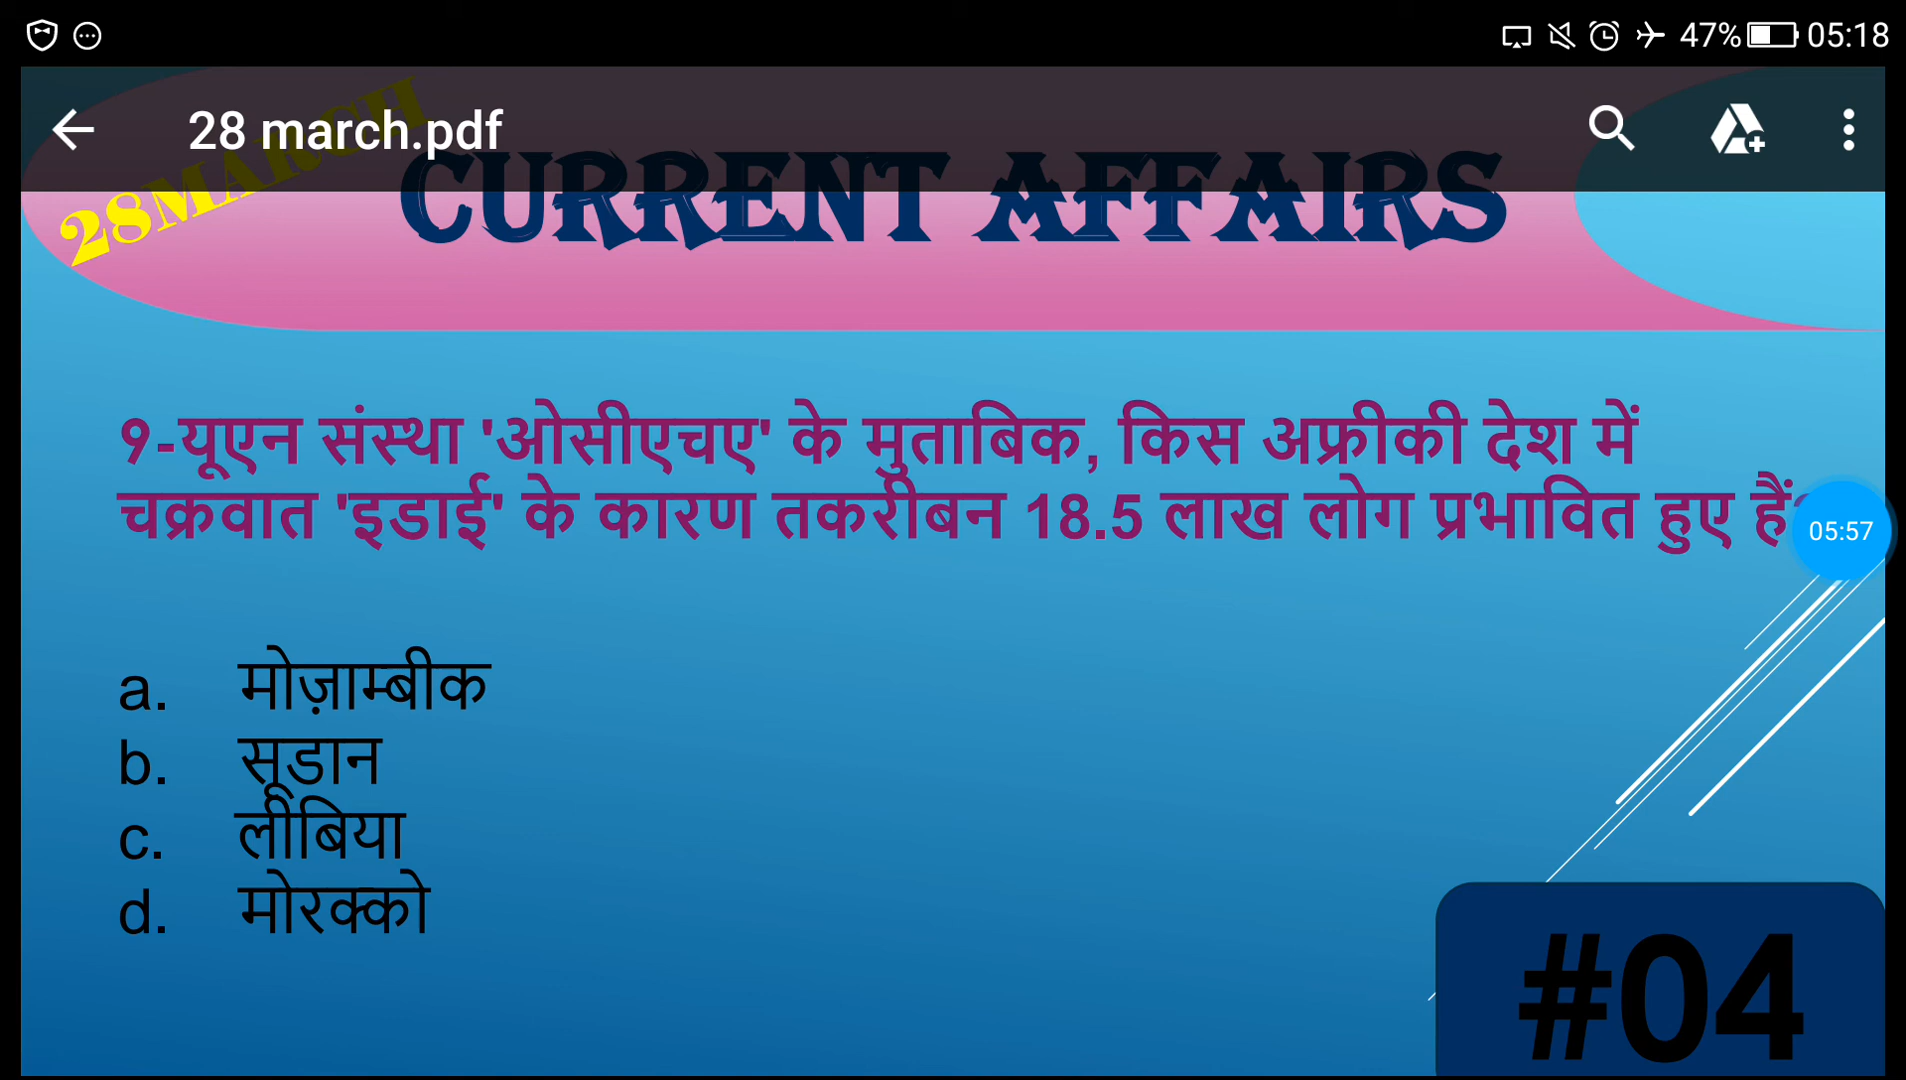 47% 05:18
28 march.pdf
28MARCH
CURRENT AFFAIRS
9-यूएन संस्था 'ओसीएचए' के मुताबिक, किस अफ्रीकी देश में
चक्रवात 'इडाई' के कारण तकरीबन 18.5 लाख लोग प्रभावित हुए हैं
05:57
a. मोज़ाम्बीक
b. सूडान
c. लीबिया
d. मोरक्को
#04